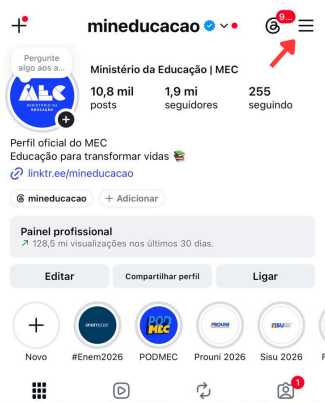 mineducacao
9...
Pergunte
algo aos a...
MEC
MINISTÉRIO DA
EDUCAÇÃO
Ministério da Educação | MEC
10,8 mil
posts
1,9 mi
seguidores
255
seguindo
Perfil oficial do MEC
Educação para transformar vidas 📚
linktr.ee/mineducacao
mineducacao
+ Adicionar
Painel profissional
128,5 mi visualizações nos últimos 30 dias.
Editar
Compartilhar perfil
Ligar
enem2026
POD
MEC
PROUNI
SISU
Novo
#Enem2026
PODMEC
Prouni 2026
Sisu 2026
F
1